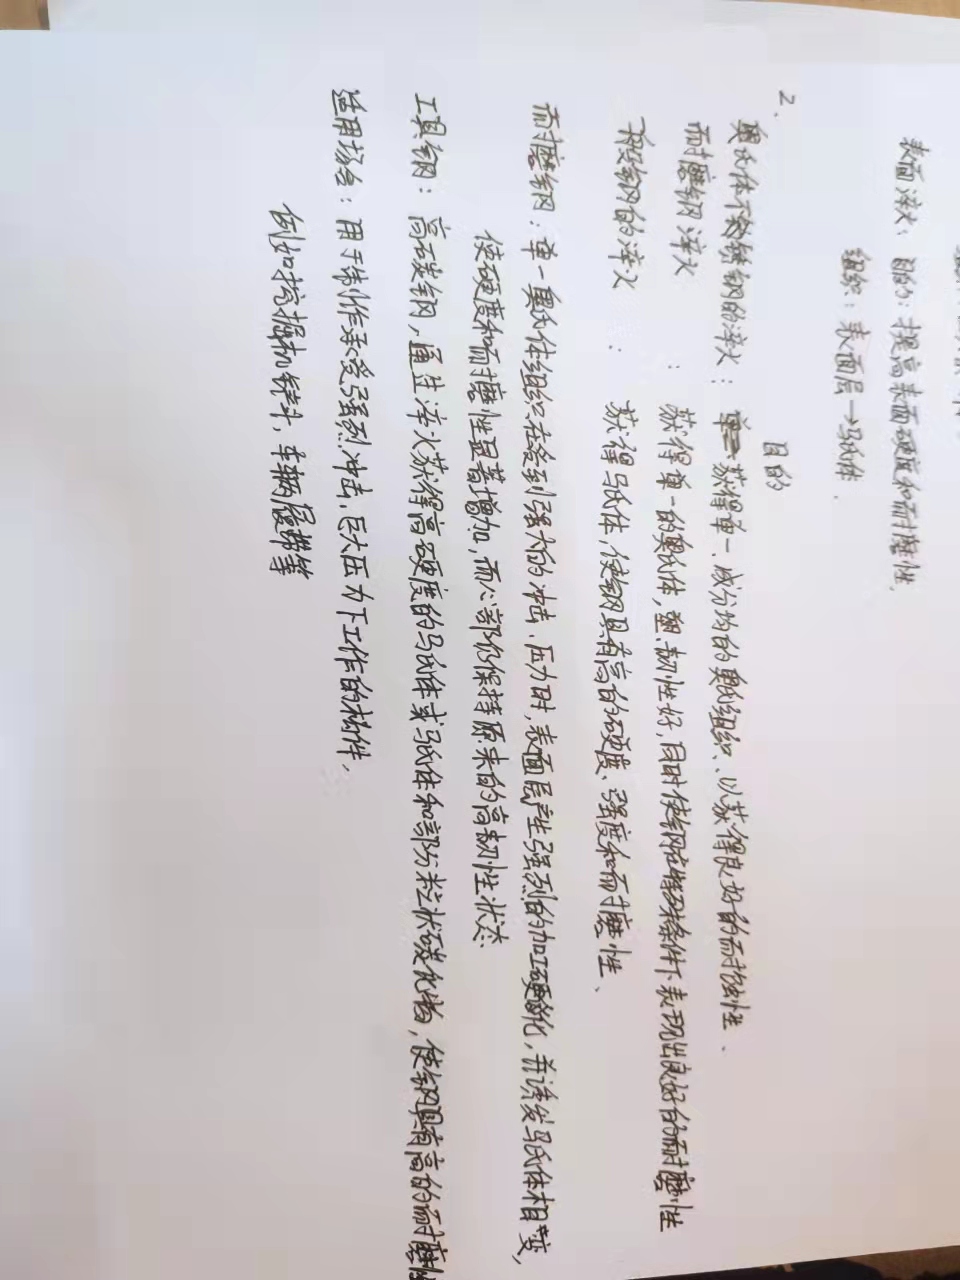 表面淬火：目的：提高表面硬度和耐磨性.
组织：表面层→马氏体.
2、
目的
奥氏体不锈钢的淬火：获得单一、成分均的奥氏组织、以获得良好的耐蚀性、
耐磨钢淬火：获得单一的奥氏体，塑.韧性好，同时使钢在特殊条件下表现出良好的耐磨性
钢的淬火：获得马氏体，使钢具有高的硬度、强度和耐磨性、
耐磨钢：单一奥氏体组织在受到强大的冲击.压力时，表面层产生强烈的加工硬化，并诱发马氏体相变，
使硬度和耐磨性显著增加，而心部仍保持原来的高韧性状态
工具钢：高碳钢，通过淬火获得高硬度的马氏体或马氏体和部分粒状碳化物，使钢具有高的耐磨性
适用场合：用于制作承受强烈冲击，巨大压力下工作的构件，
例如挖掘机铲斗，车辆履带等